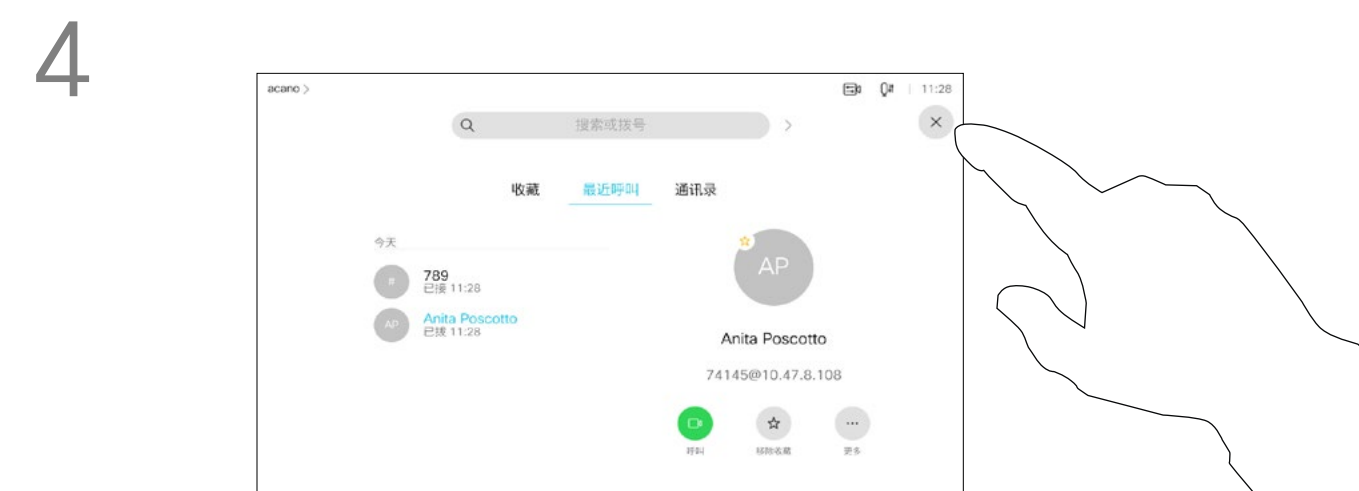 4
acano >
11:28
搜索或拨号
收藏 最近呼叫 通讯录
今天
#
789
已接 11:28
AP
Anita Poscotto
已拨 11:28
AP
Anita Poscotto
74145@10.47.8.108
呼叫 移除收藏 更多